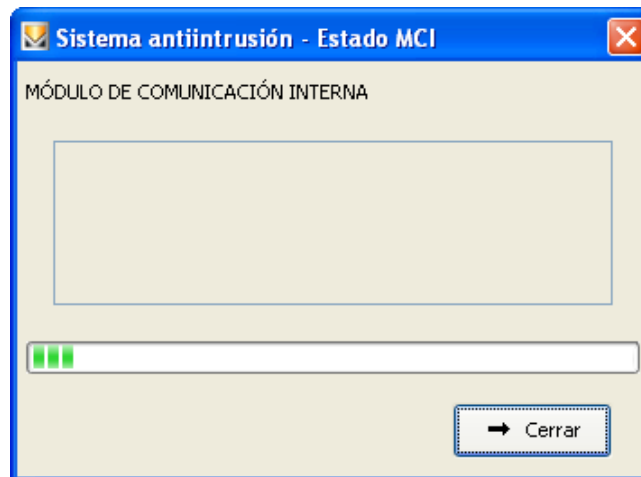 Sistema antiintrusión - Estado MCI
MÓDULO DE COMUNICACIÓN INTERNA
Cerrar